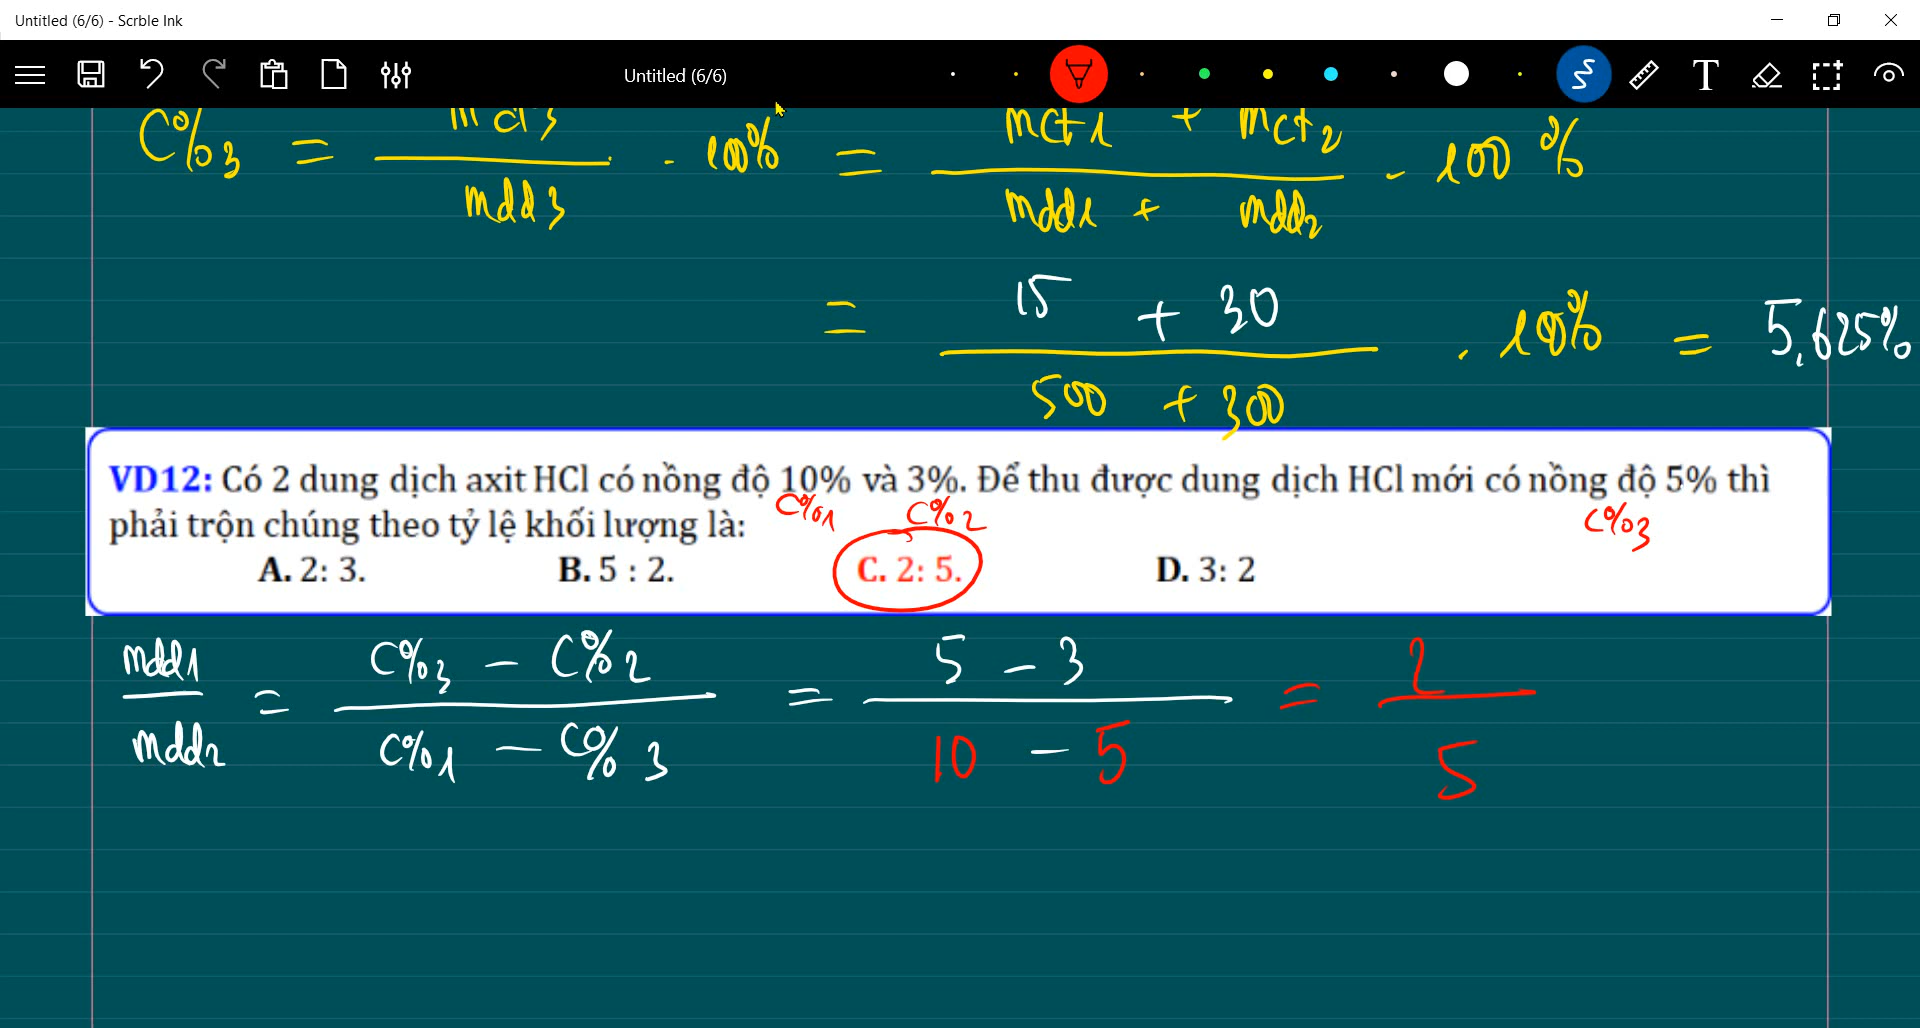 Untitled (6/6) - Scrble Ink
Untitled (6/6)
T
C%3 = mct3 / mdd3 . 100% = mct1 + mct2 / mdd1 + mdd2 . 100%
= 15 + 30 / 500 + 300 . 100% = 5,625%
VD12: Có 2 dung dịch axit HCl có nồng độ 10% và 3%. Để thu được dung dịch HCl mới có nồng độ 5% thì
C%1 C%2 C%3
phải trộn chúng theo tỷ lệ khối lượng là:
A. 2: 3. B. 5 : 2. C. 2: 5. D. 3: 2
mdd1 / mdd2 = C%3 - C%2 / C%1 - C%3 = 5 - 3 / 10 - 5 = 2 / 5